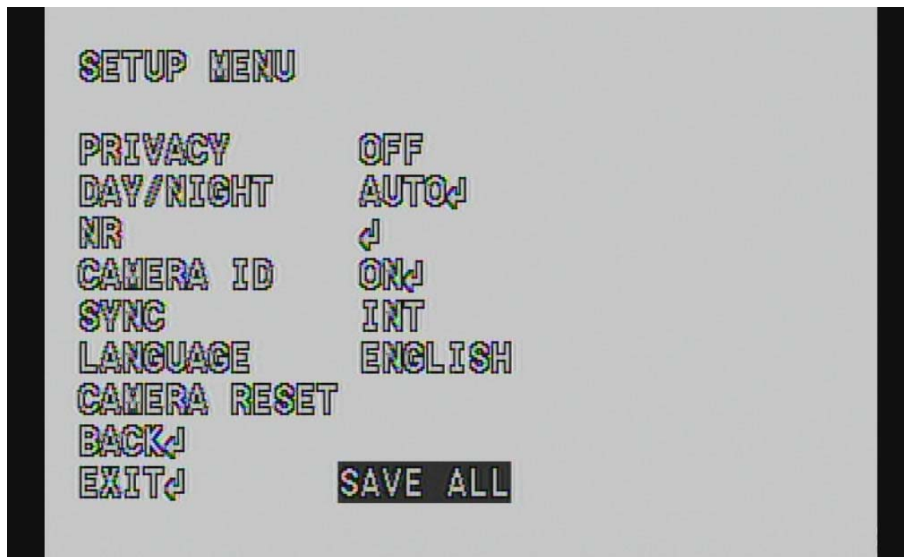 SETUP MENU
PRIVACY OFF
DAY/NIGHT AUTO↲
NR ↲
CAMERA ID ON↲
SYNC INT
LANGUAGE ENGLISH
CAMERA RESET
BACK↲
EXIT↲ SAVE ALL